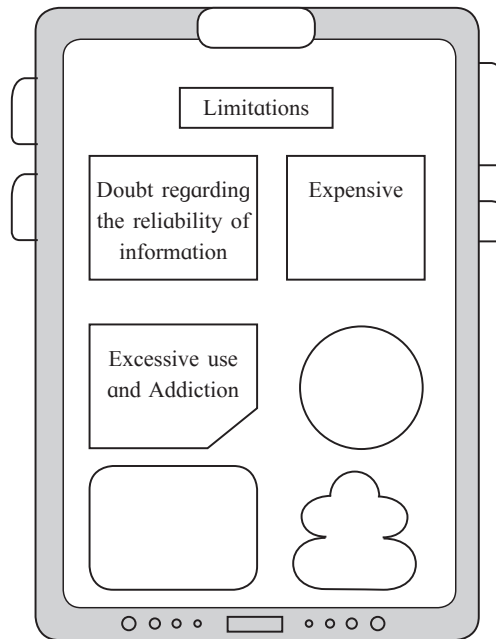 Limitations
Doubt regarding
the reliability of
information
Expensive
Excessive use
and Addiction